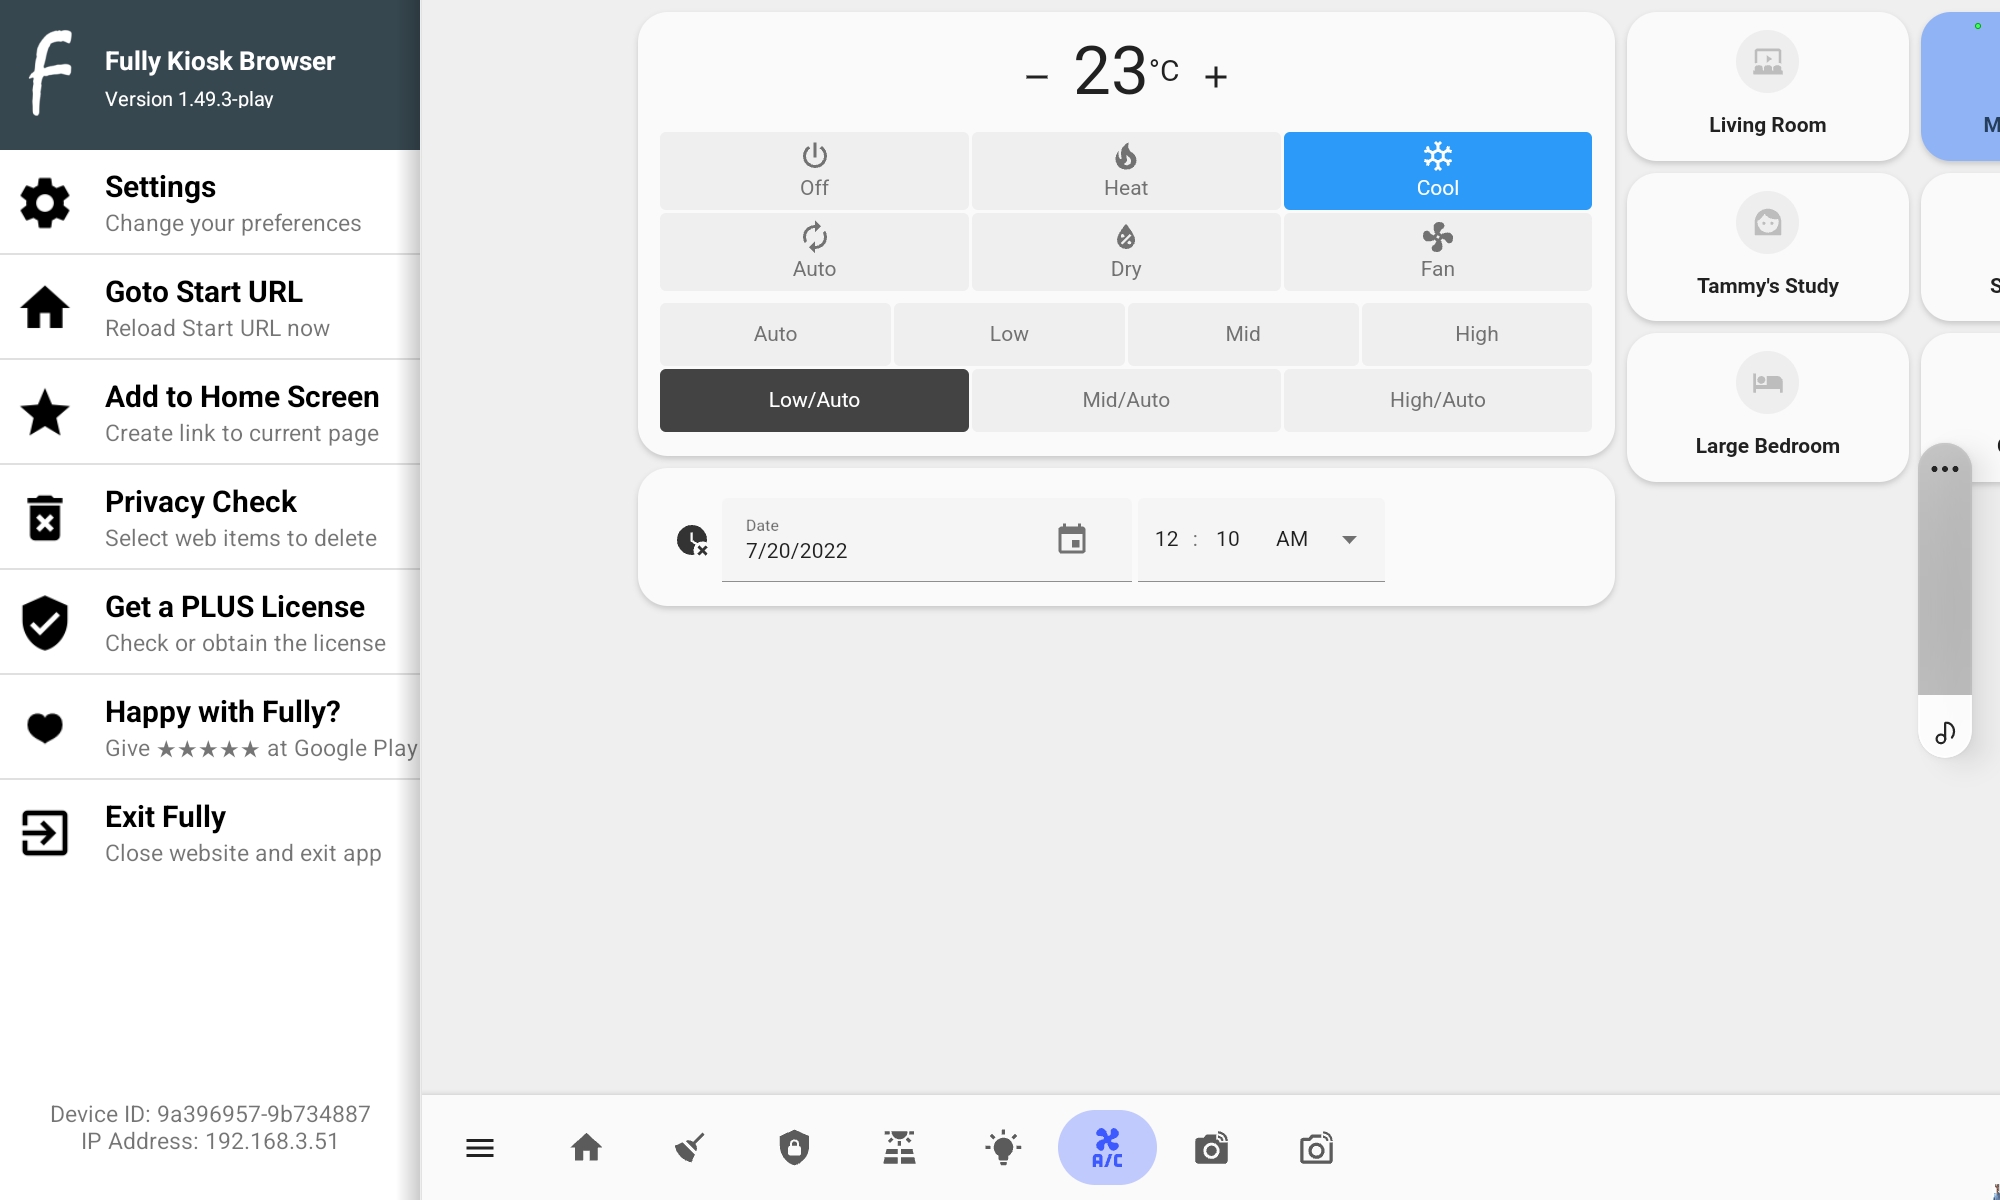 Fully Kiosk Browser
Version 1.49.3-play
Settings
Change your preferences
Goto Start URL
Reload Start URL now
Add to Home Screen
Create link to current page
Privacy Check
Select web items to delete
Get a PLUS License
Check or obtain the license
Happy with Fully?
Give ★★★★★ at Google Play
Exit Fully
Close website and exit app
Device ID: 9a396957-9b734887
IP Address: 192.168.3.51
− 23°C +
Off
Heat
Cool
Auto
Dry
Fan
Auto
Low
Mid
High
Low/Auto
Mid/Auto
High/Auto
Date
7/20/2022
12 : 10 AM
Living Room
Tammy's Study
Large Bedroom
A/C